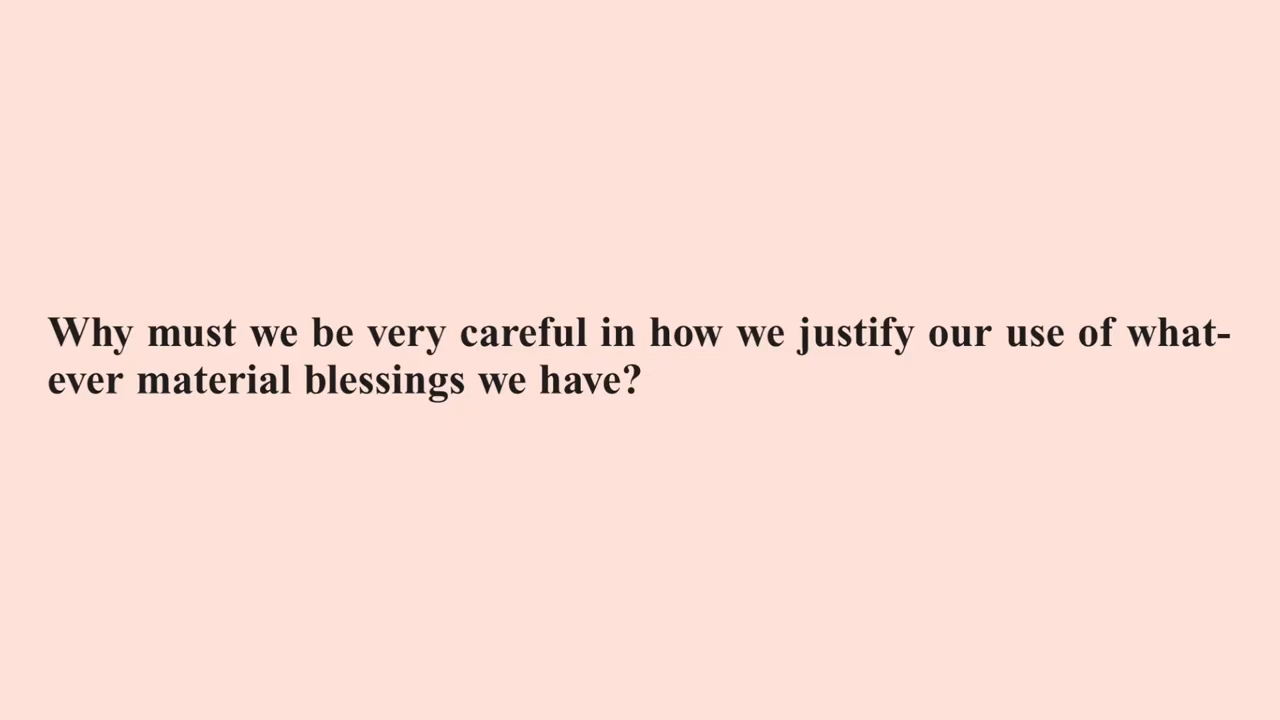 Why must we be very careful in how we justify our use of what-
ever material blessings we have?